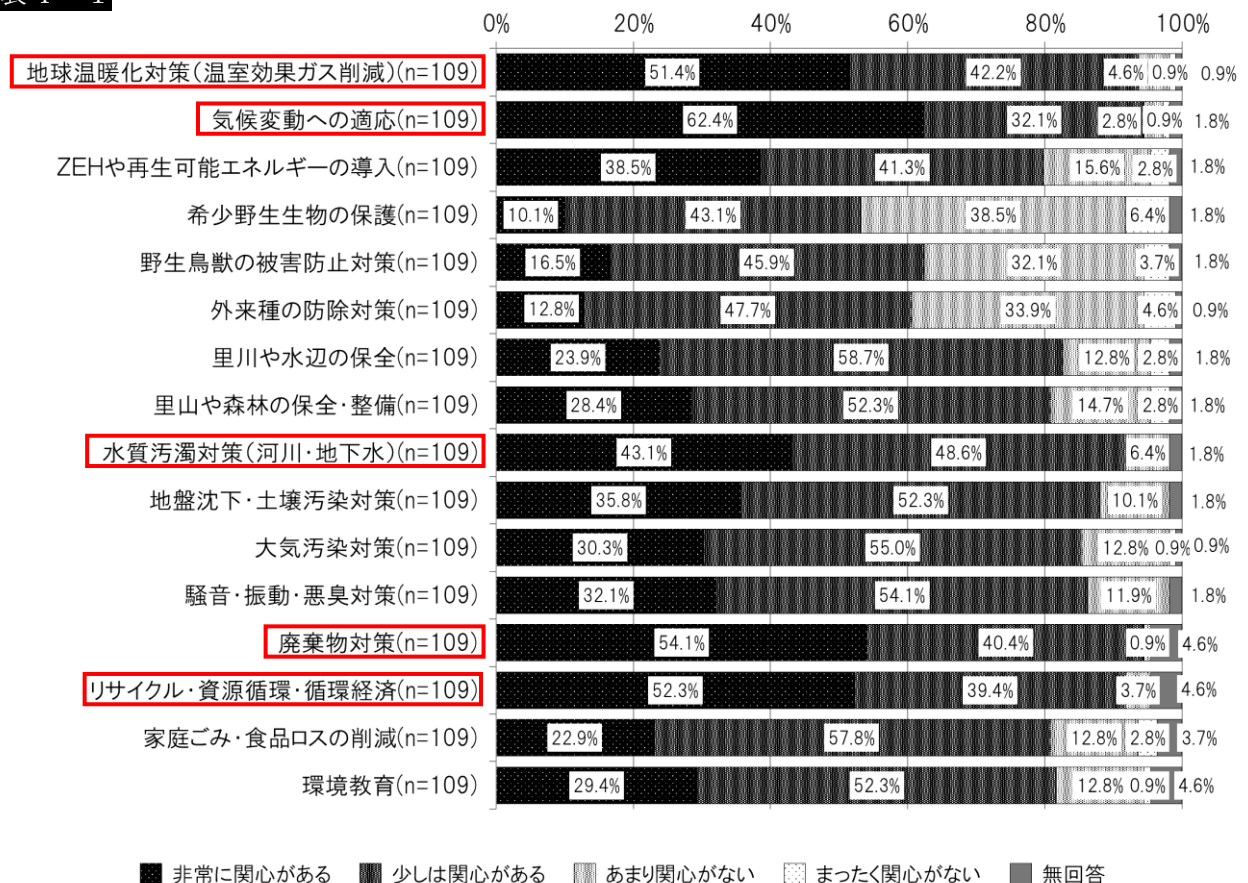 0% 20% 40% 60% 80% 100%
地球温暖化対策(温室効果ガス削減)(n=109) 51.4% 42.2% 4.6% 0.9% 0.9%
気候変動への適応(n=109) 62.4% 32.1% 2.8% 0.9% 1.8%
ZEHや再生可能エネルギーの導入(n=109) 38.5% 41.3% 15.6% 2.8% 1.8%
希少野生生物の保護(n=109) 10.1% 43.1% 38.5% 6.4% 1.8%
野生鳥獣の被害防止対策(n=109) 16.5% 45.9% 32.1% 3.7% 1.8%
外来種の防除対策(n=109) 12.8% 47.7% 33.9% 4.6% 0.9%
里川や水辺の保全(n=109) 23.9% 58.7% 12.8% 2.8% 1.8%
里山や森林の保全・整備(n=109) 28.4% 52.3% 14.7% 2.8% 1.8%
水質汚濁対策(河川・地下水)(n=109) 43.1% 48.6% 6.4% 1.8%
地盤沈下・土壌汚染対策(n=109) 35.8% 52.3% 10.1% 1.8%
大気汚染対策(n=109) 30.3% 55.0% 12.8% 0.9% 0.9%
騒音・振動・悪臭対策(n=109) 32.1% 54.1% 11.9% 1.8%
廃棄物対策(n=109) 54.1% 40.4% 0.9% 4.6%
リサイクル・資源循環・循環経済(n=109) 52.3% 39.4% 3.7% 4.6%
家庭ごみ・食品ロスの削減(n=109) 22.9% 57.8% 12.8% 2.8% 3.7%
環境教育(n=109) 29.4% 52.3% 12.8% 0.9% 4.6%
非常に関心がある 少しは関心がある あまり関心がない まったく関心がない 無回答